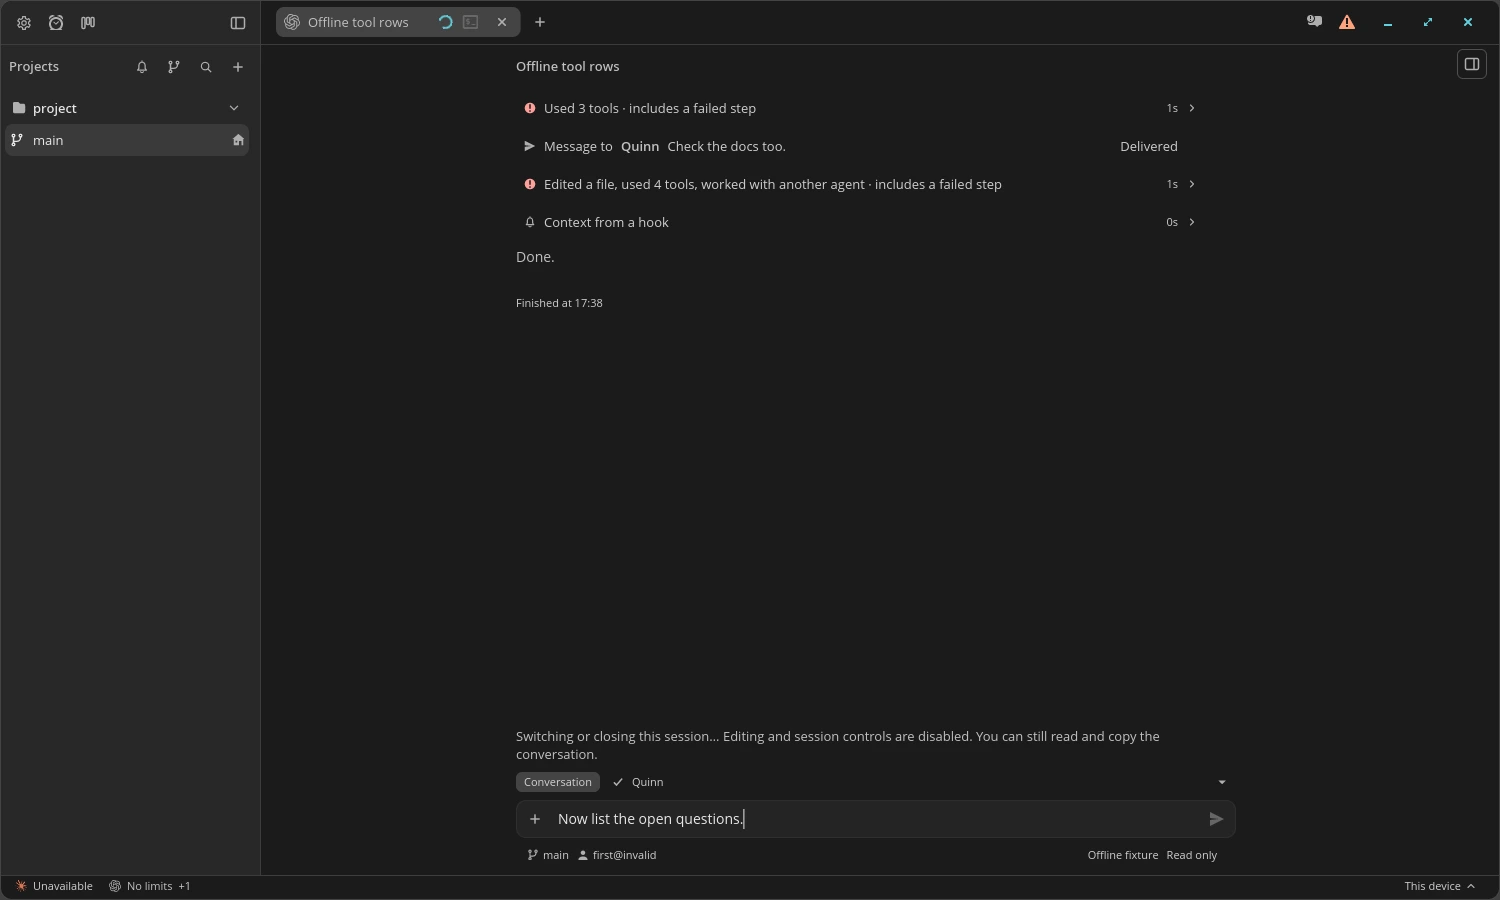 Offline tool rows
Projects
project
main
Offline tool rows
Used 3 tools · includes a failed step 1s
Message to Quinn Check the docs too. Delivered
Edited a file, used 4 tools, worked with another agent · includes a failed step 1s
Context from a hook 0s
Done.
Finished at 17:38
Switching or closing this session... Editing and session controls are disabled. You can still read and copy the
conversation.
Conversation Quinn
Now list the open questions.
main first@invalid Offline fixture Read only
Unavailable No limits +1 This device